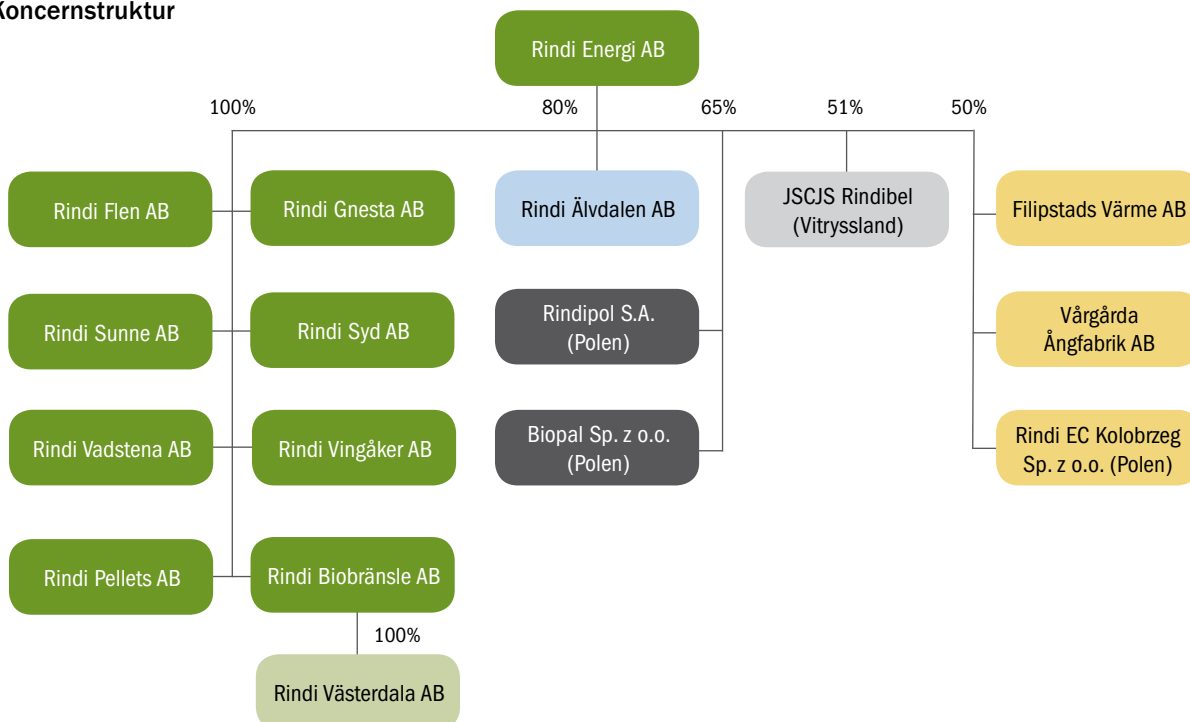 Koncernstruktur
Rindi Energi AB
100%
80%
65%
51%
50%
Rindi Flen AB
Rindi Gnesta AB
Rindi Älvdalen AB
JSCJS Rindibel
(Vitryssland)
Filipstads Värme AB
Rindi Sunne AB
Rindi Syd AB
Rindipol S.A.
(Polen)
Vårgårda
Ångfabrik AB
Rindi Vadstena AB
Rindi Vingåker AB
Biopal Sp. z o.o.
(Polen)
Rindi EC Kolobrzeg
Sp. z o.o. (Polen)
Rindi Pellets AB
Rindi Biobränsle AB
100%
Rindi Västerdala AB